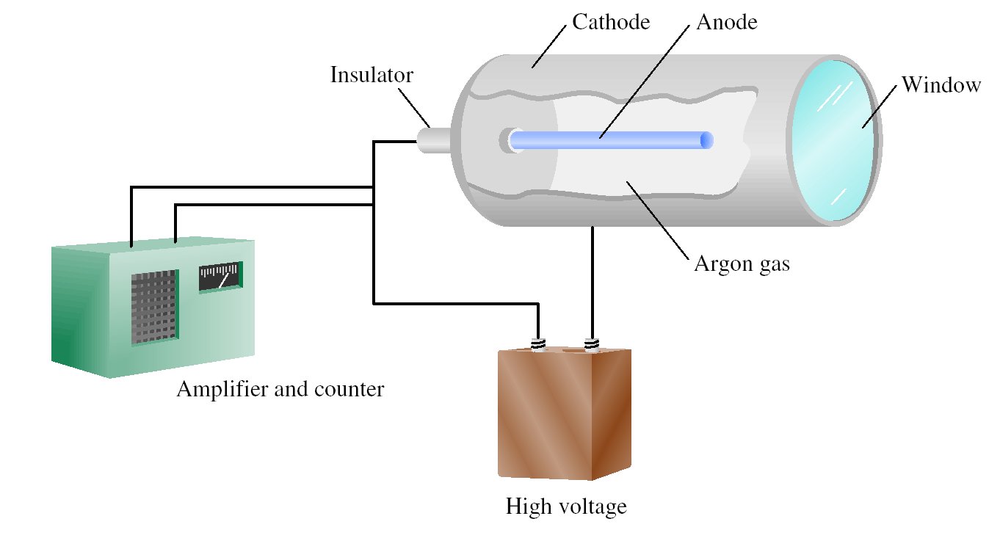 Cathode
Anode
Insulator
Window
Argon gas
Amplifier and counter
High voltage